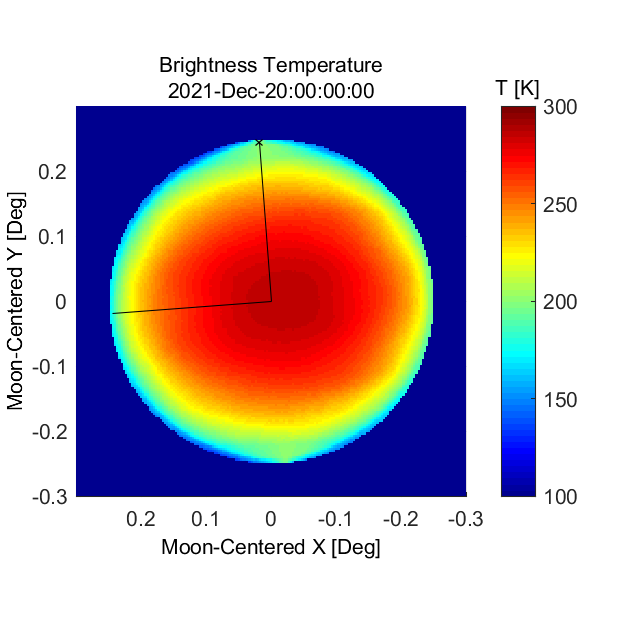 Brightness Temperature
2021-Dec-20:00:00:00
T [K]
300
250
200
150
100
Moon-Centered Y [Deg]
0.2
0.1
0
-0.1
-0.2
-0.3
0.2 0.1 0 -0.1 -0.2 -0.3
Moon-Centered X [Deg]